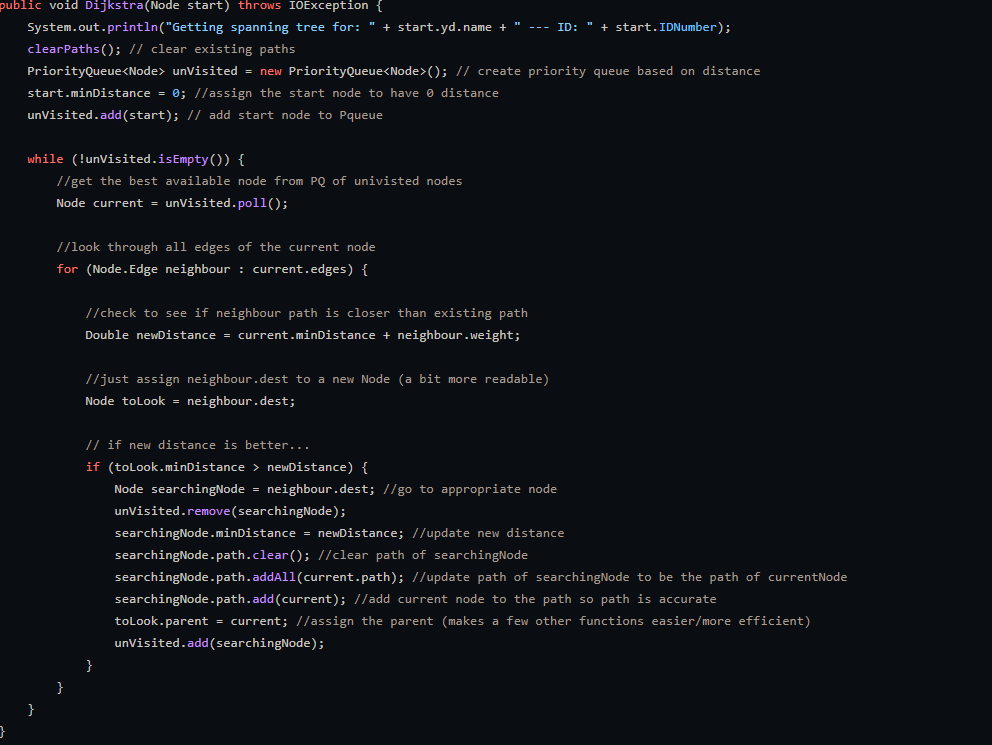 public void Dijkstra(Node start) throws IOException {
    System.out.println("Getting spanning tree for: " + start.yd.name + " --- ID: " + start.IDNumber);
    clearPaths(); // clear existing paths
    PriorityQueue<Node> unVisited = new PriorityQueue<Node>(); // create priority queue based on distance
    start.minDistance = 0; //assign the start node to have 0 distance
    unVisited.add(start); // add start node to Pqueue

    while (!unVisited.isEmpty()) {
        //get the best available node from PQ of univisted nodes
        Node current = unVisited.poll();

        //look through all edges of the current node
        for (Node.Edge neighbour : current.edges) {

            //check to see if neighbour path is closer than existing path
            Double newDistance = current.minDistance + neighbour.weight;

            //just assign neighbour.dest to a new Node (a bit more readable)
            Node toLook = neighbour.dest;

            // if new distance is better...
            if (toLook.minDistance > newDistance) {
                Node searchingNode = neighbour.dest; //go to appropriate node
                unVisited.remove(searchingNode);
                searchingNode.minDistance = newDistance; //update new distance
                searchingNode.path.clear(); //clear path of searchingNode
                searchingNode.path.addAll(current.path); //update path of searchingNode to be the path of currentNode
                searchingNode.path.add(current); //add current node to the path so path is accurate
                toLook.parent = current; //assign the parent (makes a few other functions easier/more efficient)
                unVisited.add(searchingNode);
            }
        }
    }
}